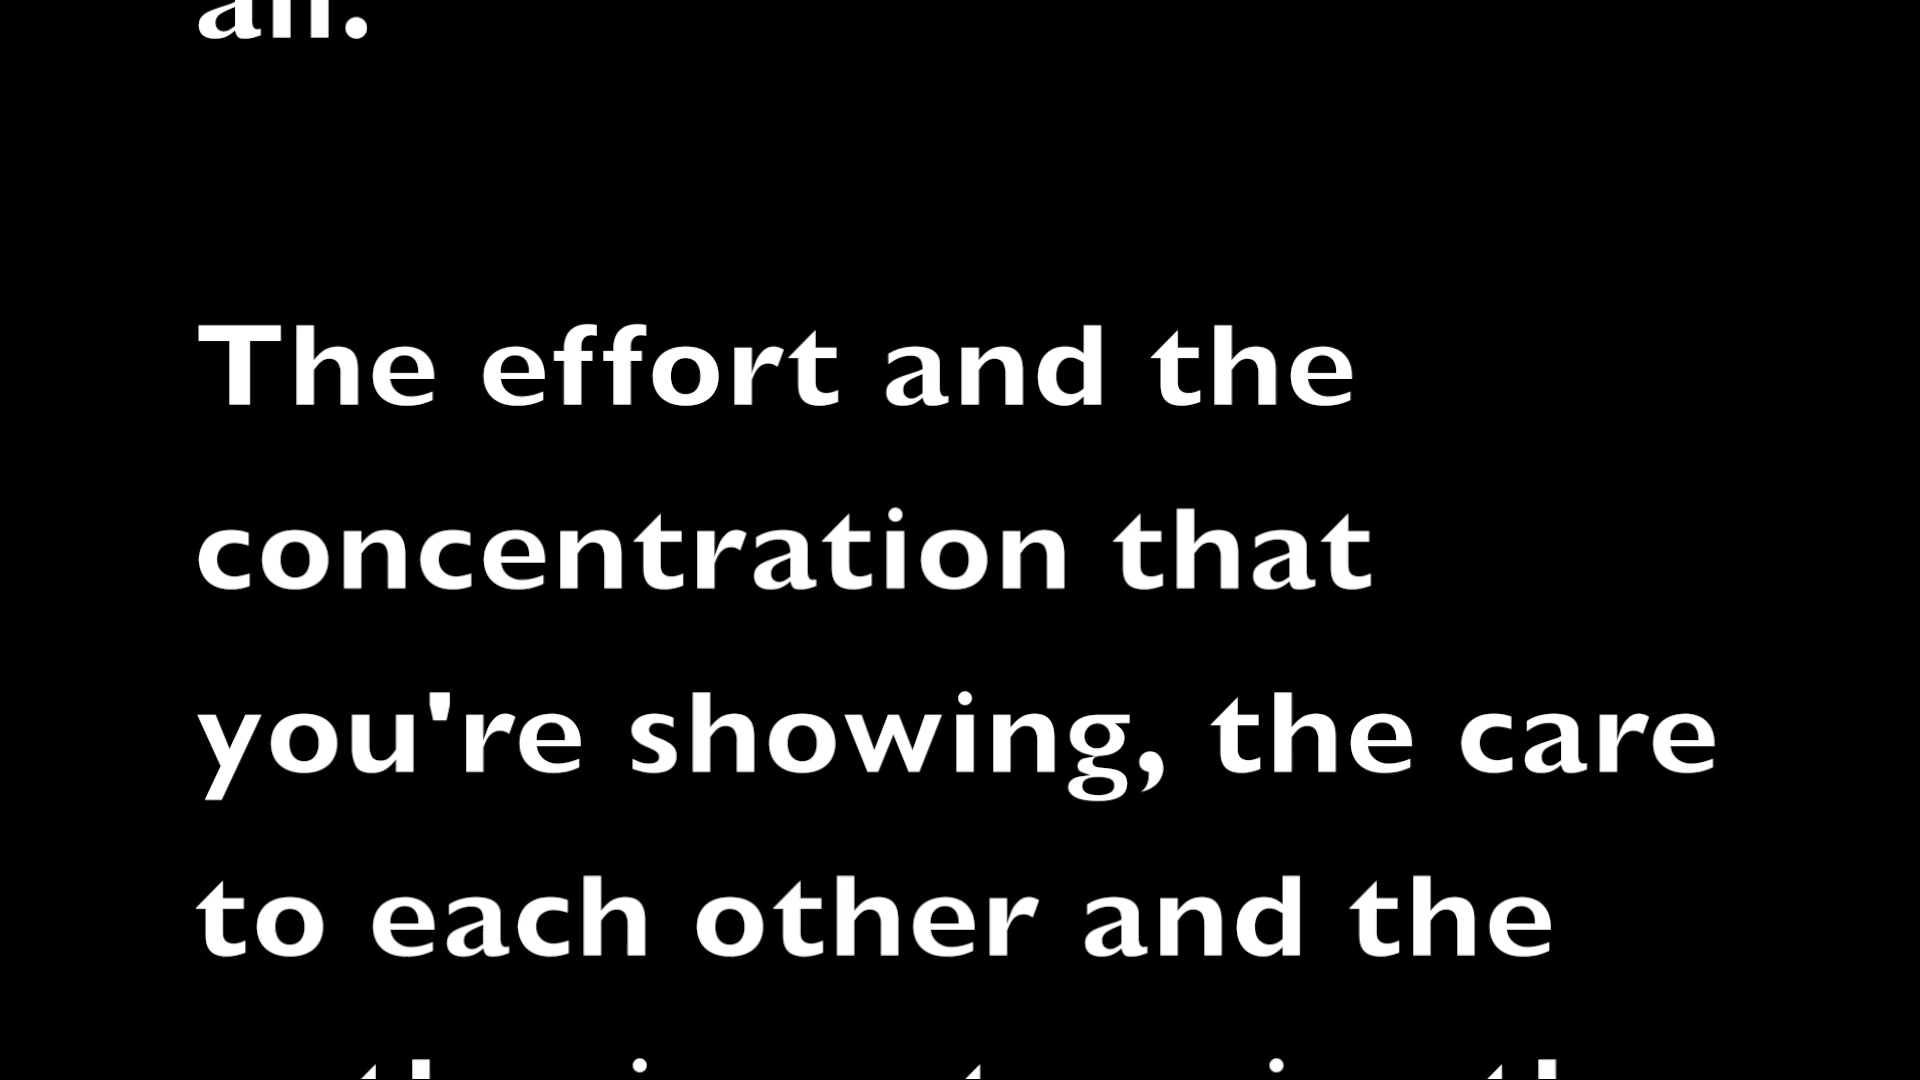 all.
The effort and the
concentration that
you're showing, the care
to each other and the